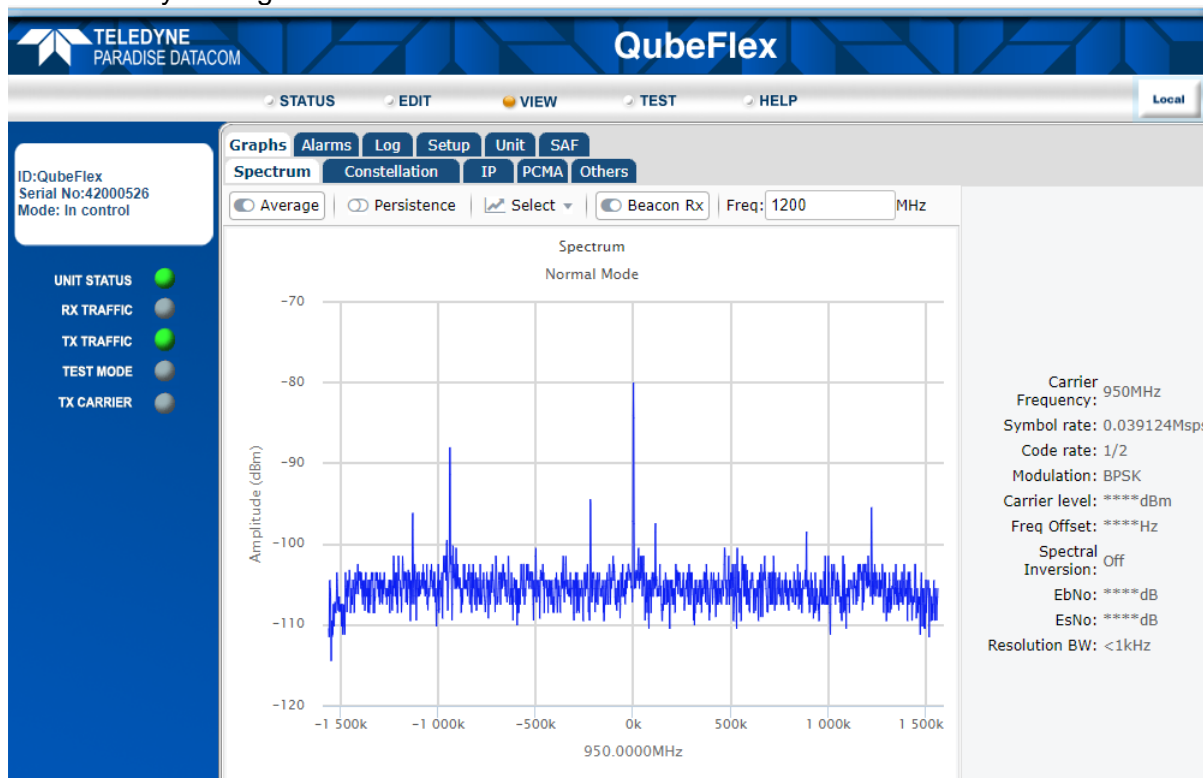 TELEDYNE
PARADISE DATACOM
QubeFlex
STATUS EDIT VIEW TEST HELP
Local
ID:QubeFlex
Serial No:42000526
Mode: In control
UNIT STATUS
RX TRAFFIC
TX TRAFFIC
TEST MODE
TX CARRIER
Graphs Alarms Log Setup Unit SAF
Spectrum Constellation IP PCMA Others
Average Persistence Select Beacon Rx Freq: 1200 MHz
Spectrum
Normal Mode
Amplitude (dBm)
-70
-80
-90
-100
-110
-120
-1 500k -1 000k -500k 0k 500k 1 000k 1 500k
950.0000MHz
Carrier
Frequency: 950MHz
Symbol rate: 0.039124Msps
Code rate: 1/2
Modulation: BPSK
Carrier level: ****dBm
Freq Offset: ****Hz
Spectral
Inversion: Off
EbNo: ****dB
EsNo: ****dB
Resolution BW: <1kHz